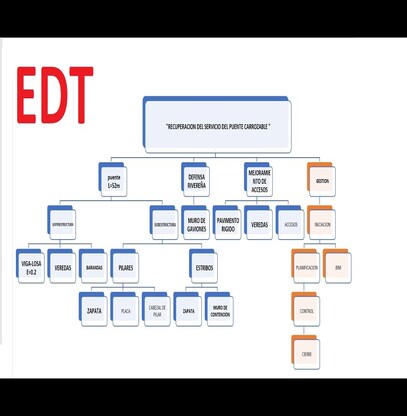 EDT
"RECUPERACION DEL SERVICIO DEL PUENTE CARROZABLE "
puente
L=52m
DEFENSA
RIVEREÑA
MEJORAMIE
NTO DE
ACCESOS
GESTION
SUPERESTRUCTURA
SUBESTRUCTURA
MURO DE
GAVIONES
PAVIMENTO
RIGIDO
VEREDAS
ACCESOS
INICIACION
VIGA-LOSA
E=0.2
VEREDAS
BARANDAS
PILARES
ESTRIBOS
PLANIFICACION
BIM
ZAPATA
PLACA
CABEZAL DE
PILAR
ZAPATA
MURO DE
CONTENCION
CONTROL
CIERRE